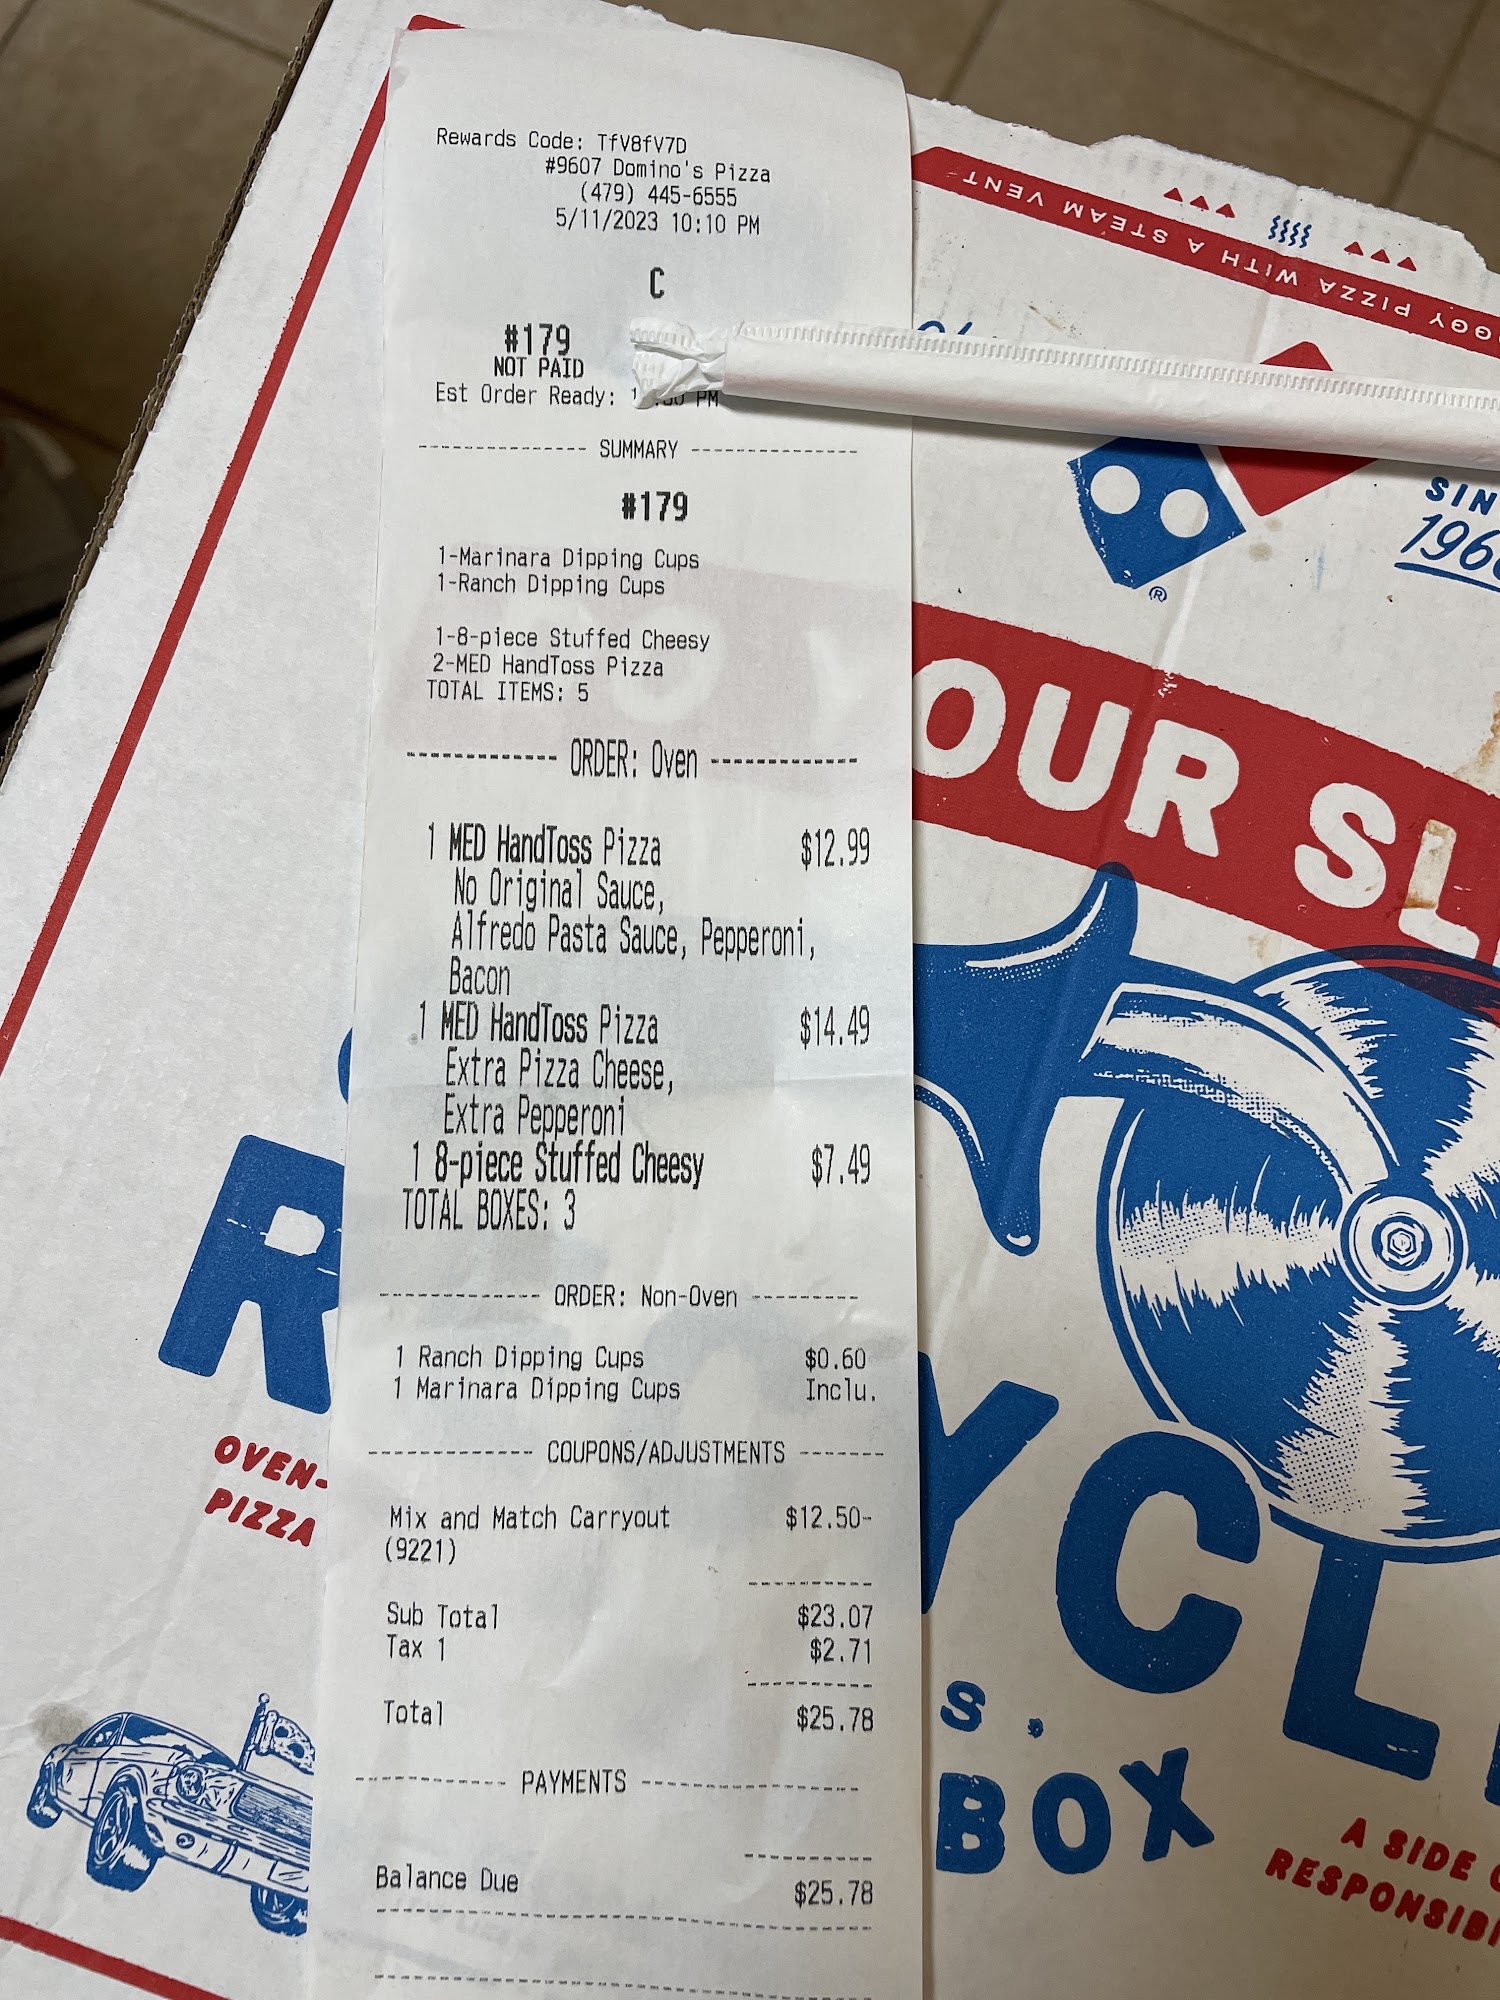 Rewards Code: TfV8fV7D
#9607 Domino's Pizza
(479) 445-6555
5/11/2023 10:10 PM
C
#179
NOT PAID
Est Order Ready: PM
SUMMARY
#179
1-Marinara Dipping Cups
1-Ranch Dipping Cups
1-8-piece Stuffed Cheesy
2-MED HandToss Pizza
TOTAL ITEMS: 5
ORDER: Oven
1 MED HandToss Pizza $12.99
No Original Sauce,
Alfredo Pasta Sauce, Pepperoni,
Bacon
1 MED HandToss Pizza $14.49
Extra Pizza Cheese,
Extra Pepperoni
1 8-piece Stuffed Cheesy $7.49
TOTAL BOXES: 3
ORDER: Non-Oven
1 Ranch Dipping Cups $0.60
1 Marinara Dipping Cups Inclu.
COUPONS/ADJUSTMENTS
Mix and Match Carryout $12.50-
(9221)
Sub Total $23.07
Tax 1 $2.71
Total $25.78
PAYMENTS
Balance Due $25.78
GGY PIZZA WITH A STEAM VENT
®
SIN
196
OUR SL
R
YCL
OVEN-
PIZZA
S.
BOX
A SIDE
RESPONSIBI